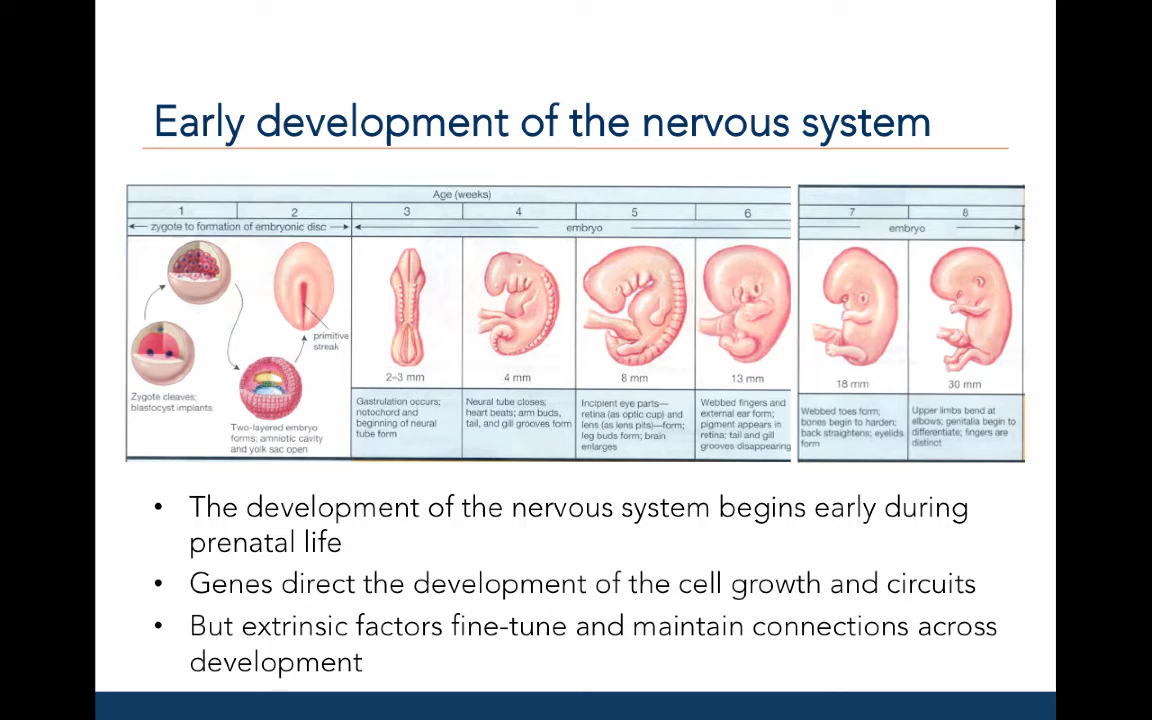 Early development of the nervous system
Age (weeks)
1 2 3 4 5 6 7 8
zygote to formation of embryonic disc embryo embryo
primitive
streak
2–3 mm 4 mm 8 mm 13 mm 18 mm 30 mm
Zygote cleaves;
blastocyst implants
Two-layered embryo
forms; amniotic cavity
and yolk sac open
Gastrulation occurs;
notochord and
beginning of neural
tube form
Neural tube closes;
heart beats; arm buds,
tail, and gill grooves form
Incipient eye parts—
retina (as optic cup) and
lens (as lens pits)—form;
leg buds form; brain
enlarges
Webbed fingers and
external ear form;
pigment appears in
retina; tail and gill
grooves disappearing
Webbed toes form;
bones begin to harden;
back straightens; eyelids
form
Upper limbs bend at
elbows; genitalia begin to
differentiate; fingers are
distinct
• The development of the nervous system begins early during
prenatal life
• Genes direct the development of the cell growth and circuits
• But extrinsic factors fine-tune and maintain connections across
development